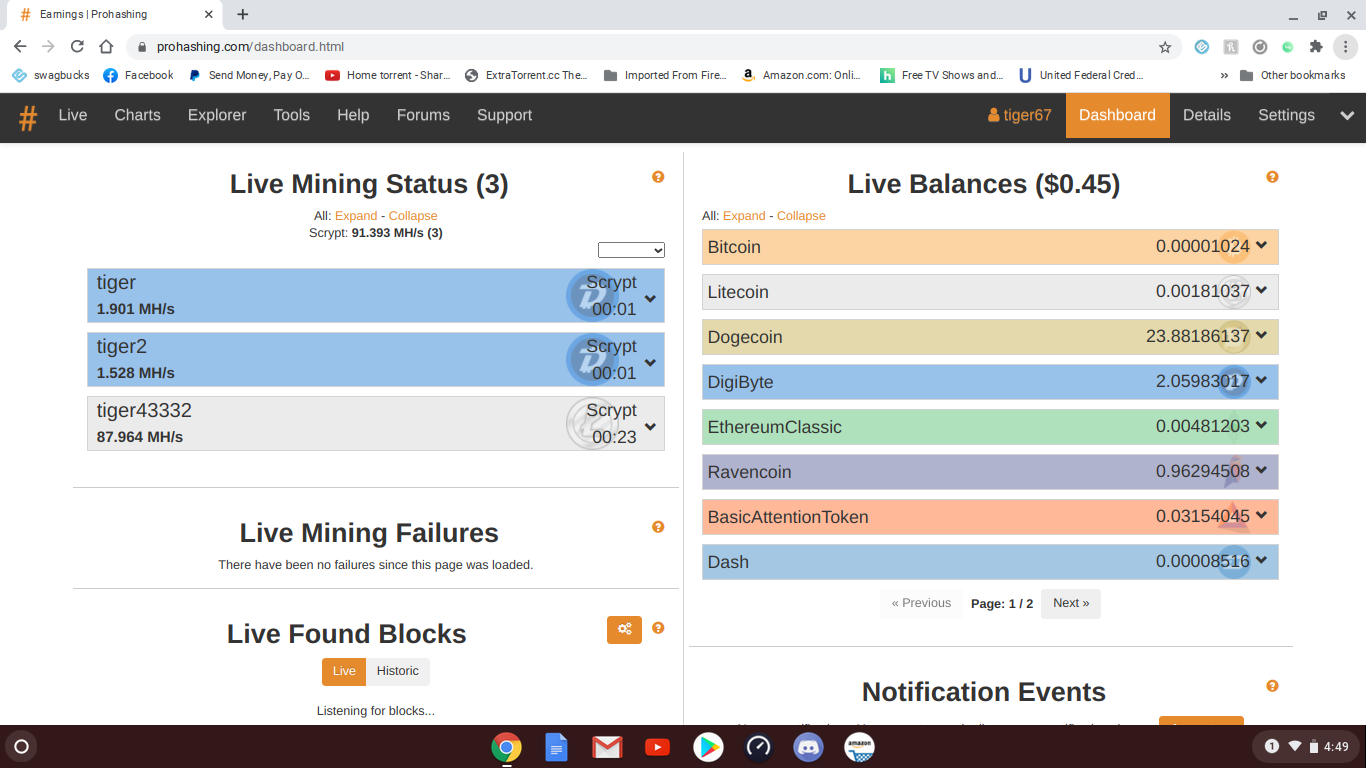 Earnings | Prohashing
prohashing.com/dashboard.html
swagbucks
Facebook
Send Money, Pay O...
Home torrent - Shar...
ExtraTorrent.cc The...
Imported From Fire...
Amazon.com: Onli...
Free TV Shows and...
United Federal Cred...
»
Other bookmarks
# Live Charts Explorer Tools Help Forums Support
tiger67 Dashboard Details Settings
Live Mining Status (3)
All: Expand - Collapse
Scrypt: 91.393 MH/s (3)
tiger Scrypt
1.901 MH/s 00:01
tiger2 Scrypt
1.528 MH/s 00:01
tiger43332 Scrypt
87.964 MH/s 00:23
Live Mining Failures
There have been no failures since this page was loaded.
Live Found Blocks
Live Historic
Listening for blocks...
Live Balances ($0.45)
All: Expand - Collapse
Bitcoin 0.00001024
Litecoin 0.00181037
Dogecoin 23.88186137
DigiByte 2.05983017
EthereumClassic 0.00481203
Ravencoin 0.96294508
BasicAttentionToken 0.03154045
Dash 0.00008516
« Previous Page: 1 / 2 Next »
Notification Events
amazon
1 4:49